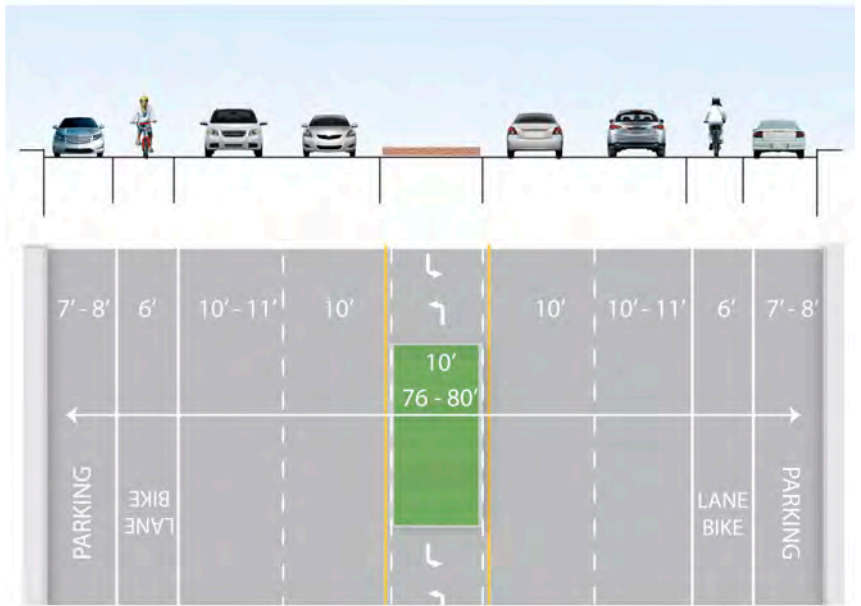 7' - 8' 6' 10' - 11' 10' 10' 10' - 11' 6' 7' - 8'
10'
76 - 80'
PARKING
BIKE
LANE
LANE
BIKE
PARKING